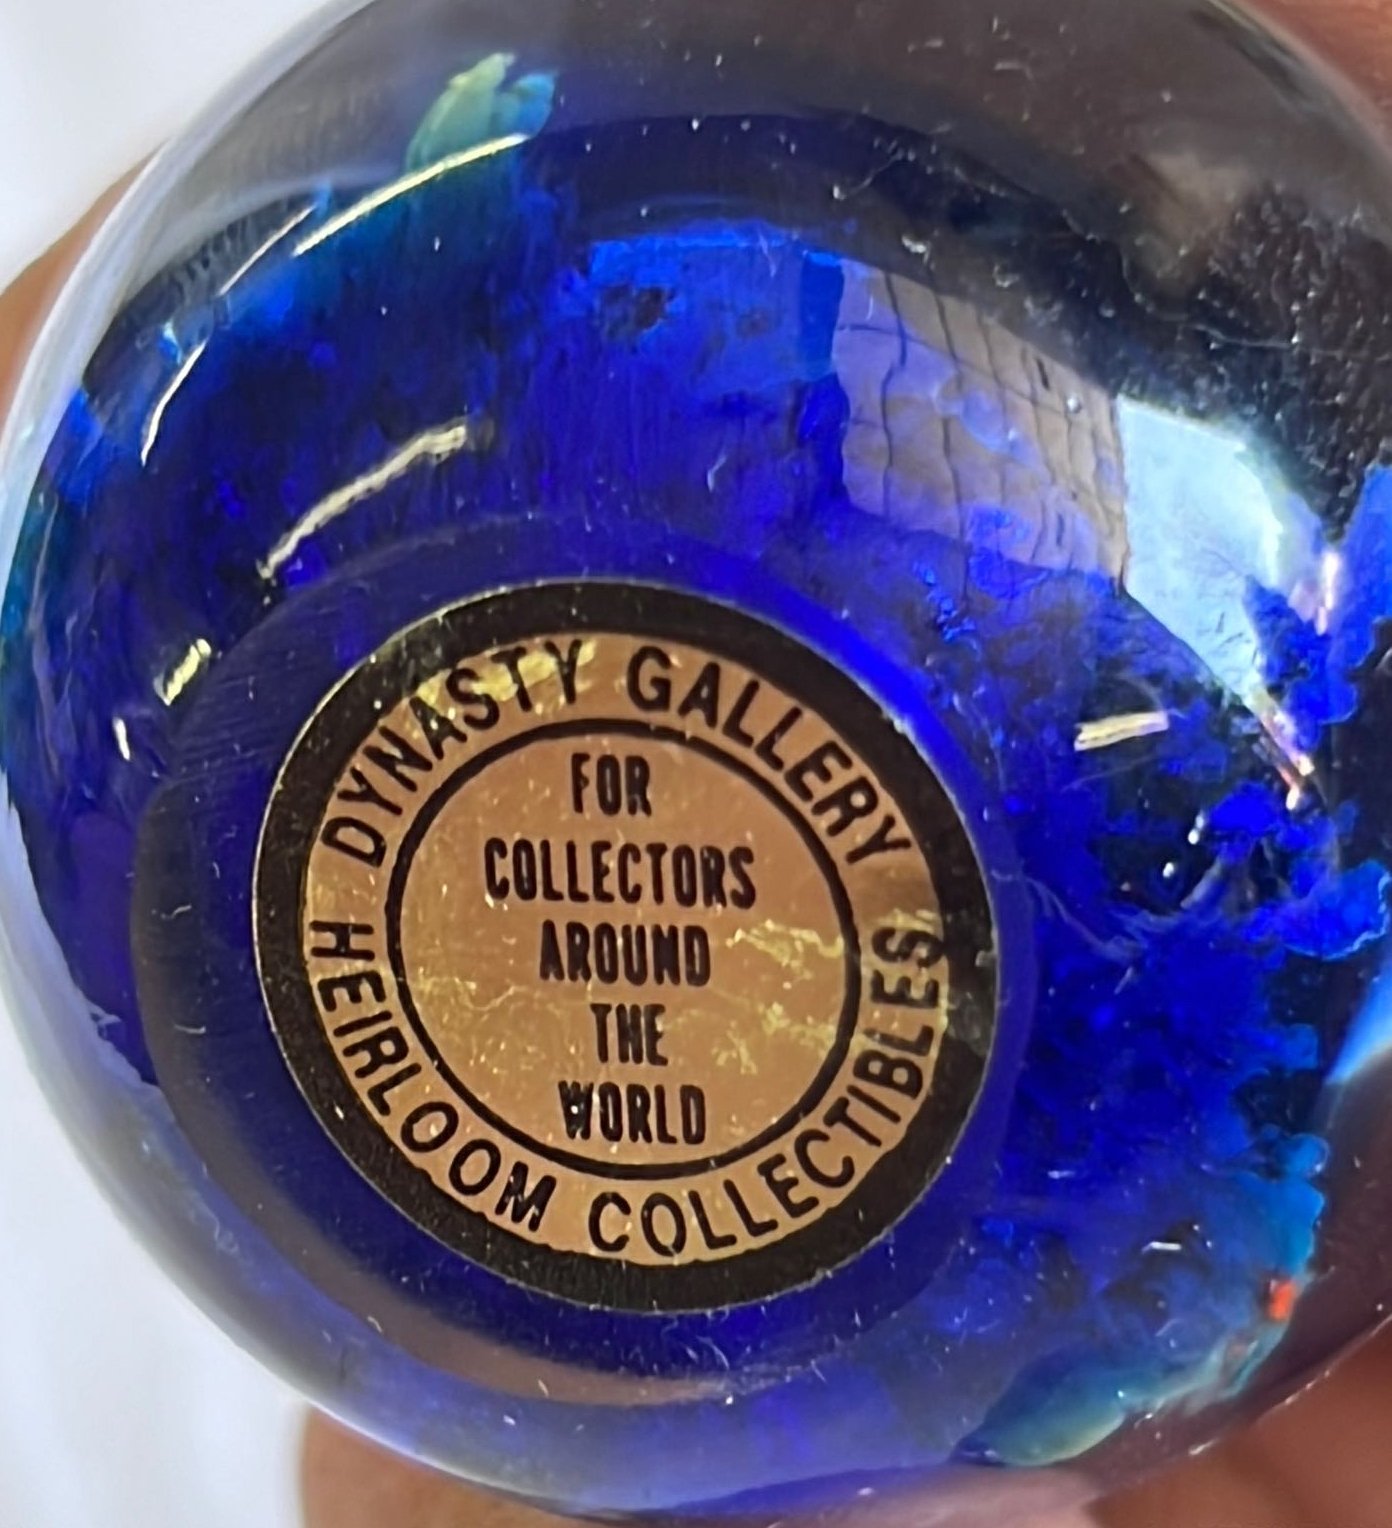 DYNASTY GALLERY
FOR
COLLECTORS
AROUND
THE
WORLD
HEIRLOOM COLLECTIBLES